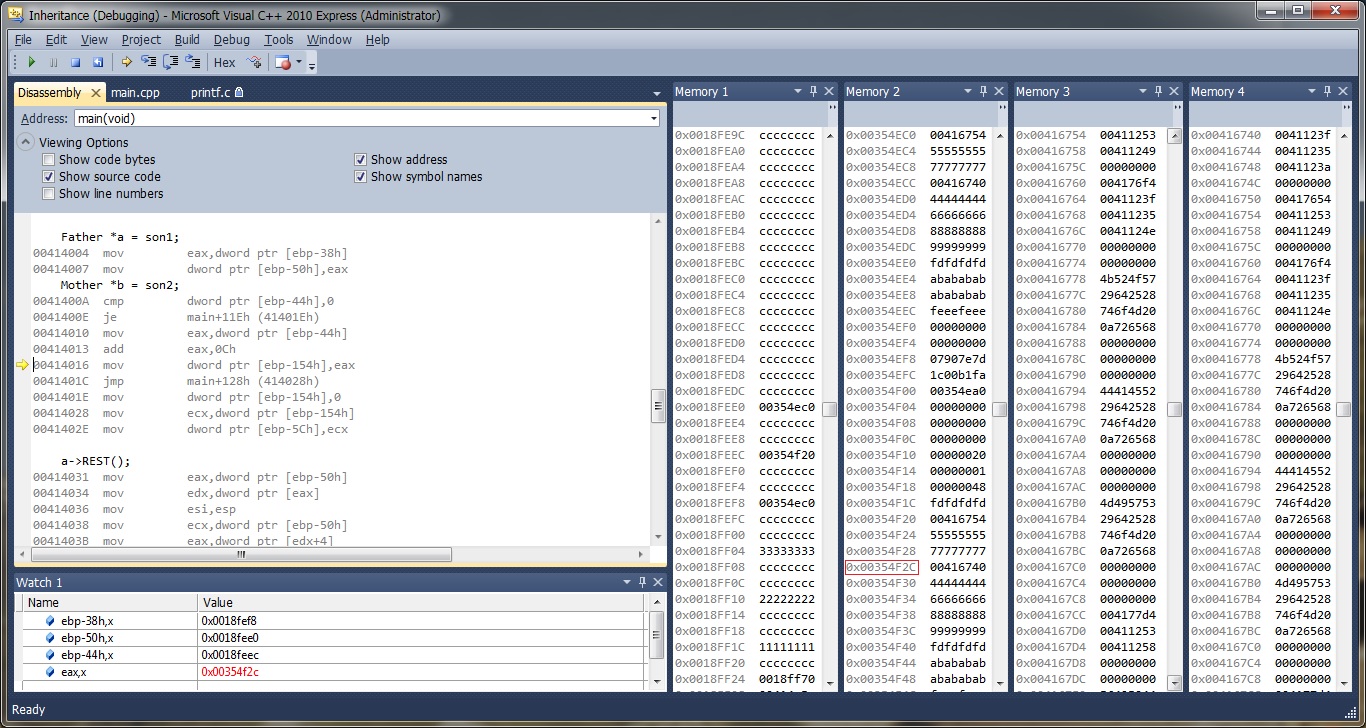 Inheritance (Debugging) - Microsoft Visual C++ 2010 Express (Administrator)
File Edit View Project Build Debug Tools Window Help
Hex
Disassembly main.cpp printf.c
Address: main(void)
Viewing Options
Show code bytes Show address
Show source code Show symbol names
Show line numbers
Father *a = son1;
00414004 mov eax,dword ptr [ebp-38h]
00414007 mov dword ptr [ebp-50h],eax
Mother *b = son2;
0041400A cmp dword ptr [ebp-44h],0
0041400E je main+11Eh (41401Eh)
00414010 mov eax,dword ptr [ebp-44h]
00414013 add eax,0Ch
00414016 mov dword ptr [ebp-154h],eax
0041401C jmp main+128h (414028h)
0041401E mov dword ptr [ebp-154h],0
00414028 mov ecx,dword ptr [ebp-154h]
0041402E mov dword ptr [ebp-5Ch],ecx
a->REST();
00414031 mov eax,dword ptr [ebp-50h]
00414034 mov edx,dword ptr [eax]
00414036 mov esi,esp
00414038 mov ecx,dword ptr [ebp-50h]
0041403B mov eax,dword ptr [edx+4]
Watch 1
Name Value
ebp-38h,x 0x0018fef8
ebp-50h,x 0x0018fee0
ebp-44h,x 0x0018feec
eax,x 0x00354f2c
Memory 1
0x0018FE9C cccccccc
0x0018FEA0 cccccccc
0x0018FEA4 cccccccc
0x0018FEA8 cccccccc
0x0018FEAC cccccccc
0x0018FEB0 cccccccc
0x0018FEB4 cccccccc
0x0018FEB8 cccccccc
0x0018FEBC cccccccc
0x0018FEC0 cccccccc
0x0018FEC4 cccccccc
0x0018FEC8 cccccccc
0x0018FECC cccccccc
0x0018FED0 cccccccc
0x0018FED4 cccccccc
0x0018FED8 cccccccc
0x0018FEDC cccccccc
0x0018FEE0 00354ec0
0x0018FEE4 cccccccc
0x0018FEE8 cccccccc
0x0018FEEC 00354f20
0x0018FEF0 cccccccc
0x0018FEF4 cccccccc
0x0018FEF8 00354ec0
0x0018FEFC cccccccc
0x0018FF00 cccccccc
0x0018FF04 33333333
0x0018FF08 cccccccc
0x0018FF0C cccccccc
0x0018FF10 22222222
0x0018FF14 cccccccc
0x0018FF18 cccccccc
0x0018FF1C 11111111
0x0018FF20 cccccccc
0x0018FF24 0018ff70
Memory 2
0x00354EC0 00416754
0x00354EC4 55555555
0x00354EC8 77777777
0x00354ECC 00416740
0x00354ED0 44444444
0x00354ED4 66666666
0x00354ED8 88888888
0x00354EDC 99999999
0x00354EE0 fdfdfdfd
0x00354EE4 abababab
0x00354EE8 abababab
0x00354EEC feeefeee
0x00354EF0 00000000
0x00354EF4 00000000
0x00354EF8 07907e7d
0x00354EFC 1c00b1fa
0x00354F00 00354ea0
0x00354F04 00000000
0x00354F08 00000000
0x00354F0C 00000000
0x00354F10 00000020
0x00354F14 00000001
0x00354F18 00000048
0x00354F1C fdfdfdfd
0x00354F20 00416754
0x00354F24 55555555
0x00354F28 77777777
0x00354F2C 00416740
0x00354F30 44444444
0x00354F34 66666666
0x00354F38 88888888
0x00354F3C 99999999
0x00354F40 fdfdfdfd
0x00354F44 abababab
0x00354F48 abababab
Memory 3
0x00416754 00411253
0x00416758 00411249
0x0041675C 00000000
0x00416760 004176f4
0x00416764 0041123f
0x00416768 00411235
0x0041676C 0041124e
0x00416770 00000000
0x00416774 00000000
0x00416778 4b524f57
0x0041677C 29642528
0x00416780 746f4d20
0x00416784 0a726568
0x00416788 00000000
0x0041678C 00000000
0x00416790 00000000
0x00416794 44414552
0x00416798 29642528
0x0041679C 746f4d20
0x004167A0 0a726568
0x004167A4 00000000
0x004167A8 00000000
0x004167AC 00000000
0x004167B0 4d495753
0x004167B4 29642528
0x004167B8 746f4d20
0x004167BC 0a726568
0x004167C0 00000000
0x004167C4 00000000
0x004167C8 00000000
0x004167CC 004177d4
0x004167D0 00411253
0x004167D4 00411258
0x004167D8 00000000
0x004167DC 00000000
Memory 4
0x00416740 0041123f
0x00416744 00411235
0x00416748 0041123a
0x0041674C 00000000
0x00416750 00417654
0x00416754 00411253
0x00416758 00411249
0x0041675C 00000000
0x00416760 004176f4
0x00416764 0041123f
0x00416768 00411235
0x0041676C 0041124e
0x00416770 00000000
0x00416774 00000000
0x00416778 4b524f57
0x0041677C 29642528
0x00416780 746f4d20
0x00416784 0a726568
0x00416788 00000000
0x0041678C 00000000
0x00416790 00000000
0x00416794 44414552
0x00416798 29642528
0x0041679C 746f4d20
0x004167A0 0a726568
0x004167A4 00000000
0x004167A8 00000000
0x004167AC 00000000
0x004167B0 4d495753
0x004167B4 29642528
0x004167B8 746f4d20
0x004167BC 0a726568
0x004167C0 00000000
0x004167C4 00000000
0x004167C8 00000000
Ready